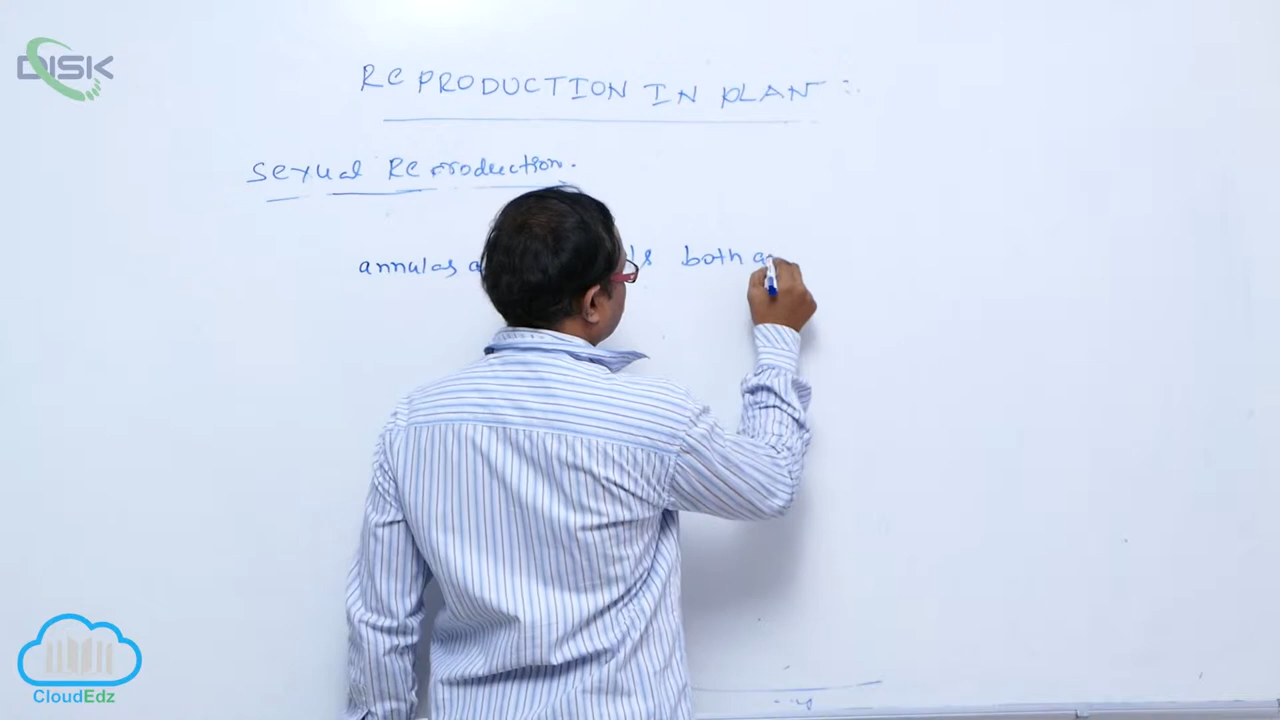 DISK
REPRODUCTION IN PLANT :
Sexual Reproduction.
annulas both
CloudEdz